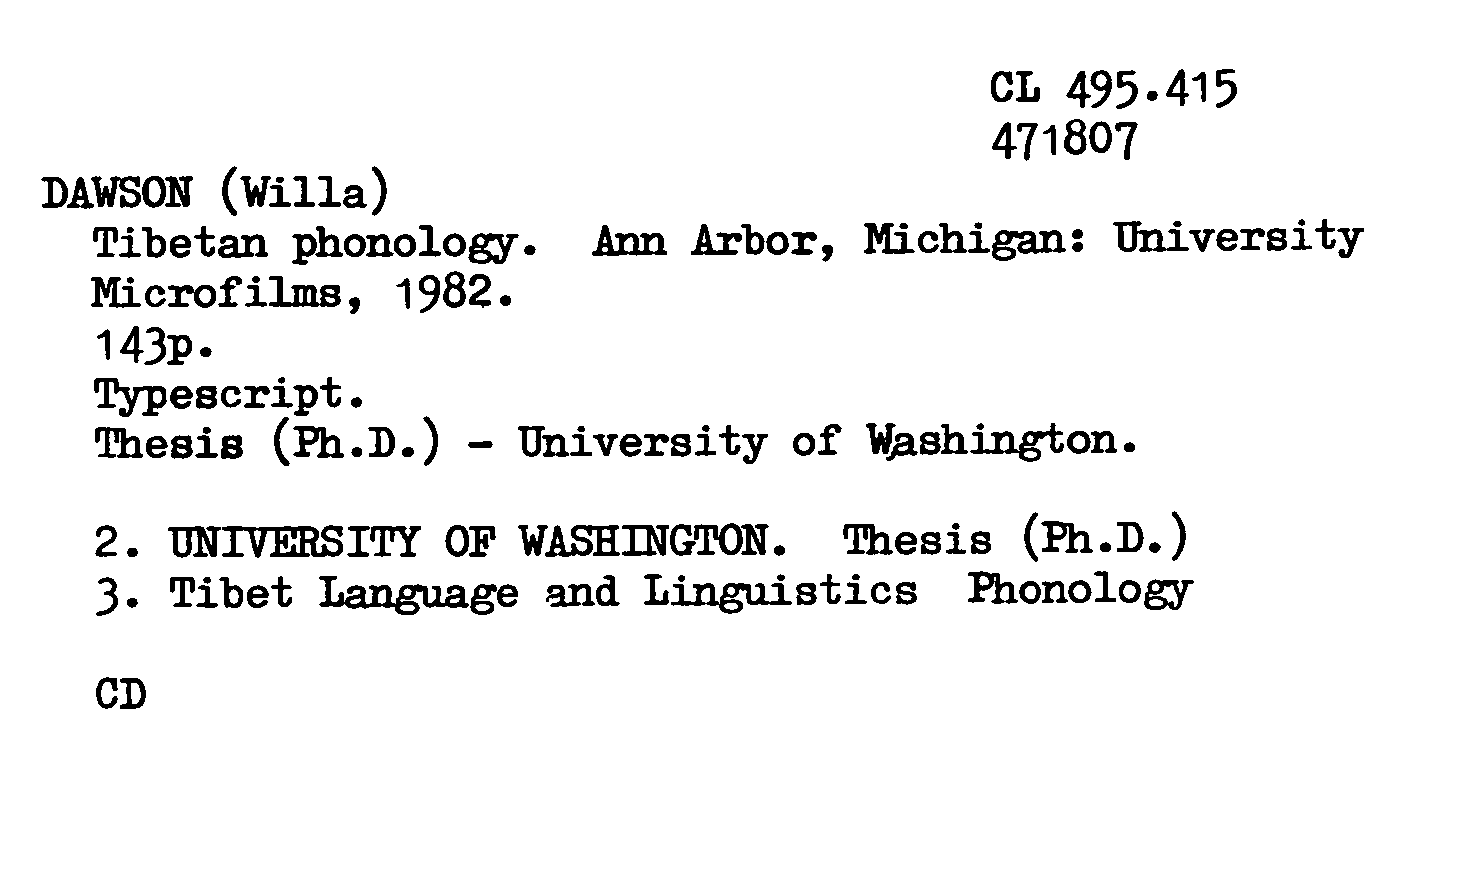 CL 495.415
471807
DAWSON (Willa)
Tibetan phonology. Ann Arbor, Michigan: University
Microfilms, 1982.
143p.
Typescript.
Thesis (Ph.D.) - University of Washington.
2. UNIVERSITY OF WASHINGTON. Thesis (Ph.D.)
3. Tibet Language and Linguistics Phonology
CD